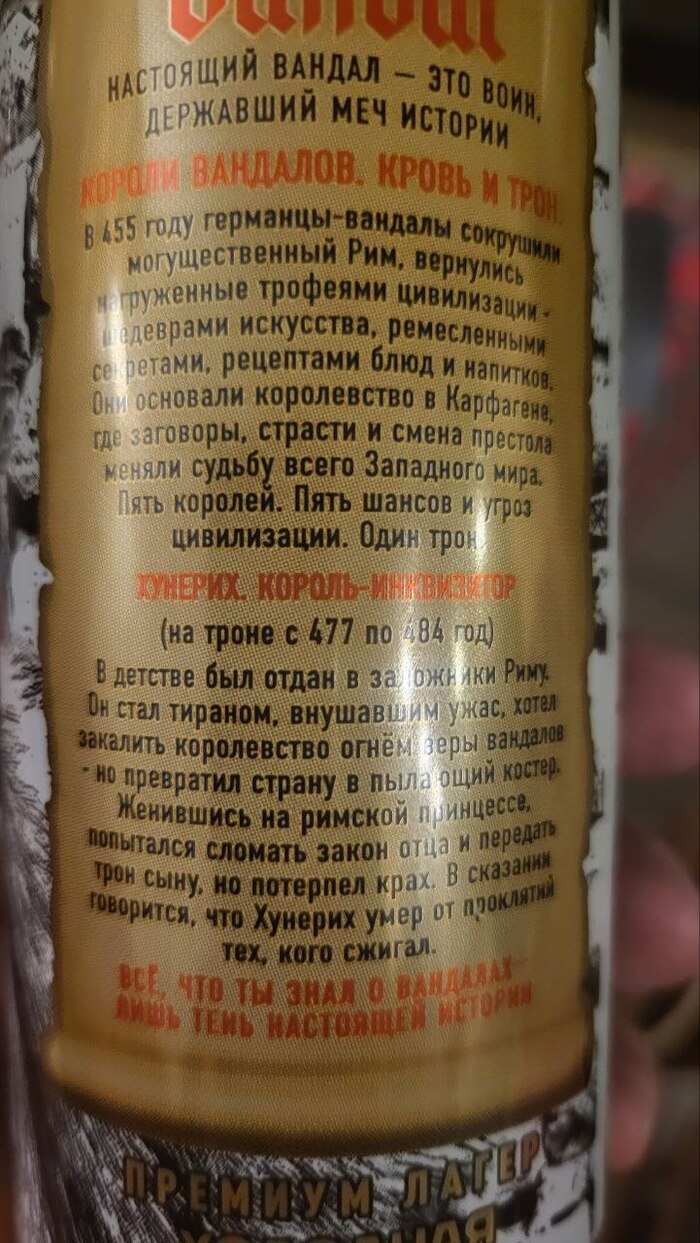 НАСТОЯЩИЙ ВАНДАЛ – ЭТО ВОИН,
ДЕРЖАВШИЙ МЕЧ ИСТОРИИ
КОРОЛИ ВАНДАЛОВ. КРОВЬ И ТРОН.
В 455 году германцы-вандалы сокрушили
могущественный Рим, вернулись
нагруженные трофеями цивилизации -
шедеврами искусства, ремесленными
секретами, рецептами блюд и напитков.
Они основали королевство в Карфагене,
где заговоры, страсти и смена престола
меняли судьбу всего Западного мира.
Пять королей. Пять шансов и угроз
цивилизации. Один трон.
ХУНЕРИХ. КОРОЛЬ-ИНКВИЗИТОР
(на троне с 477 по 484 год)
В детстве был отдан в заложники Риму.
Он стал тираном, внушавшим ужас, хотел
закалить королевство огнём веры вандалов
- но превратил страну в пылающий костер.
Женившись на римской принцессе,
попытался сломать закон отца и передать
трон сыну, но потерпел крах. В сказании
говорится, что Хунерих умер от проклятий
тех, кого сжигал.
ВСЁ, ЧТО ТЫ ЗНАЛ О ВАНДАЛАХ –
ЛИШЬ ТЕНЬ НАСТОЯЩЕЙ ИСТОРИИ
ПРЕМИУМ ЛАГЕР